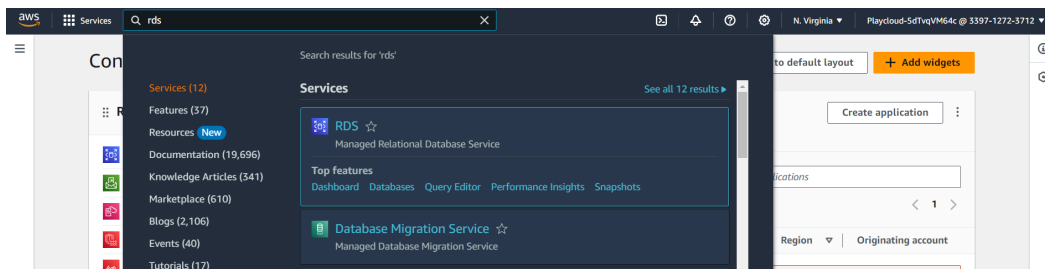 aws
Services
rds
N. Virginia ▼
Playcloud-5dTvqVM64c @ 3397-1272-3712 ▼
Con
Search results for 'rds'
to default layout
+ Add widgets
Services (12)
Features (37)
Resources New
Documentation (19,696)
Knowledge Articles (341)
Marketplace (610)
Blogs (2,106)
Events (40)
Tutorials (17)
Services
See all 12 results ▶
RDS
Managed Relational Database Service
Top features
Dashboard Databases Query Editor Performance Insights Snapshots
Database Migration Service
Managed Database Migration Service
R
Create application
lications
< 1 >
Region
Originating account